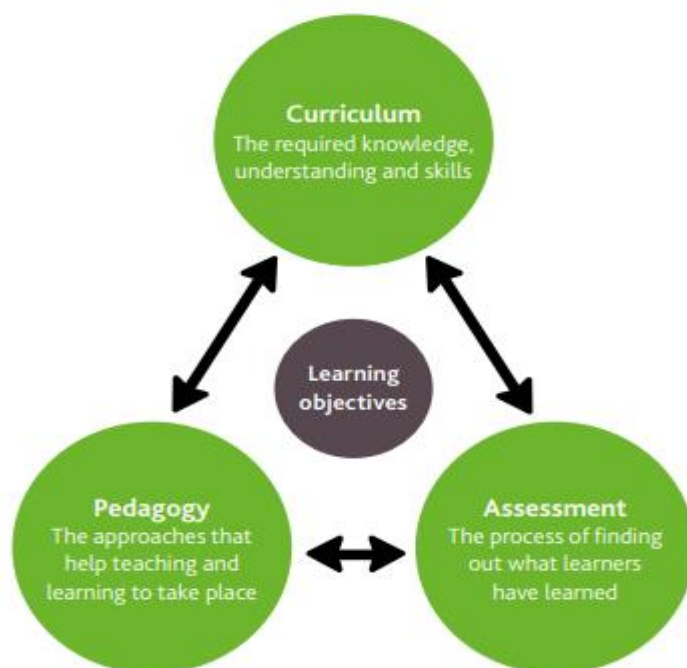 Curriculum
The required knowledge,
understanding and skills
Learning
objectives
Pedagogy
The approaches that
help teaching and
learning to take place
Assessment
The process of finding
out what learners
have learned